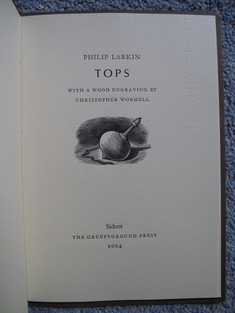 PHILIP LARKIN
TOPS
WITH A WOOD ENGRAVING BY
CHRISTOPHER WORMELL
Sidcot
THE GRUFFYGROUND PRESS
2004